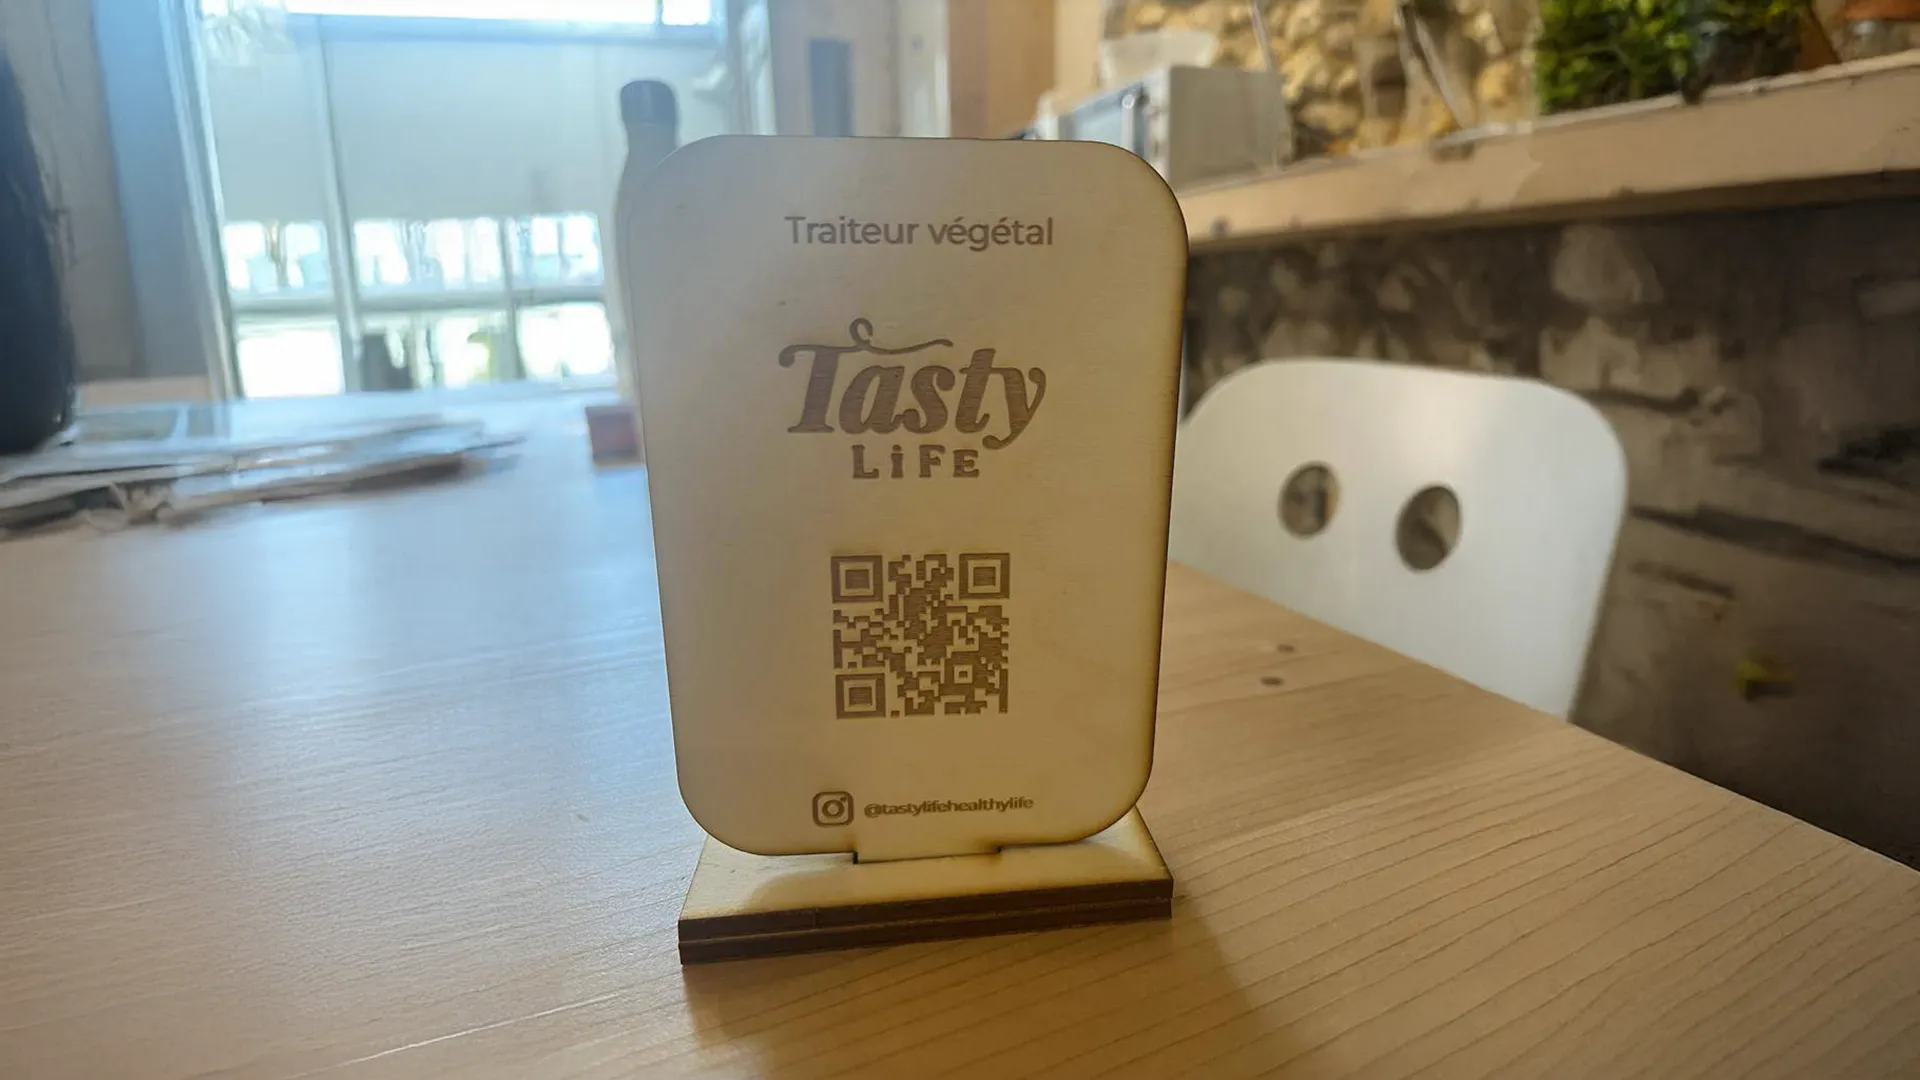 Traiteur végétal
Tasty
LiFE
@tastylifehealthylife